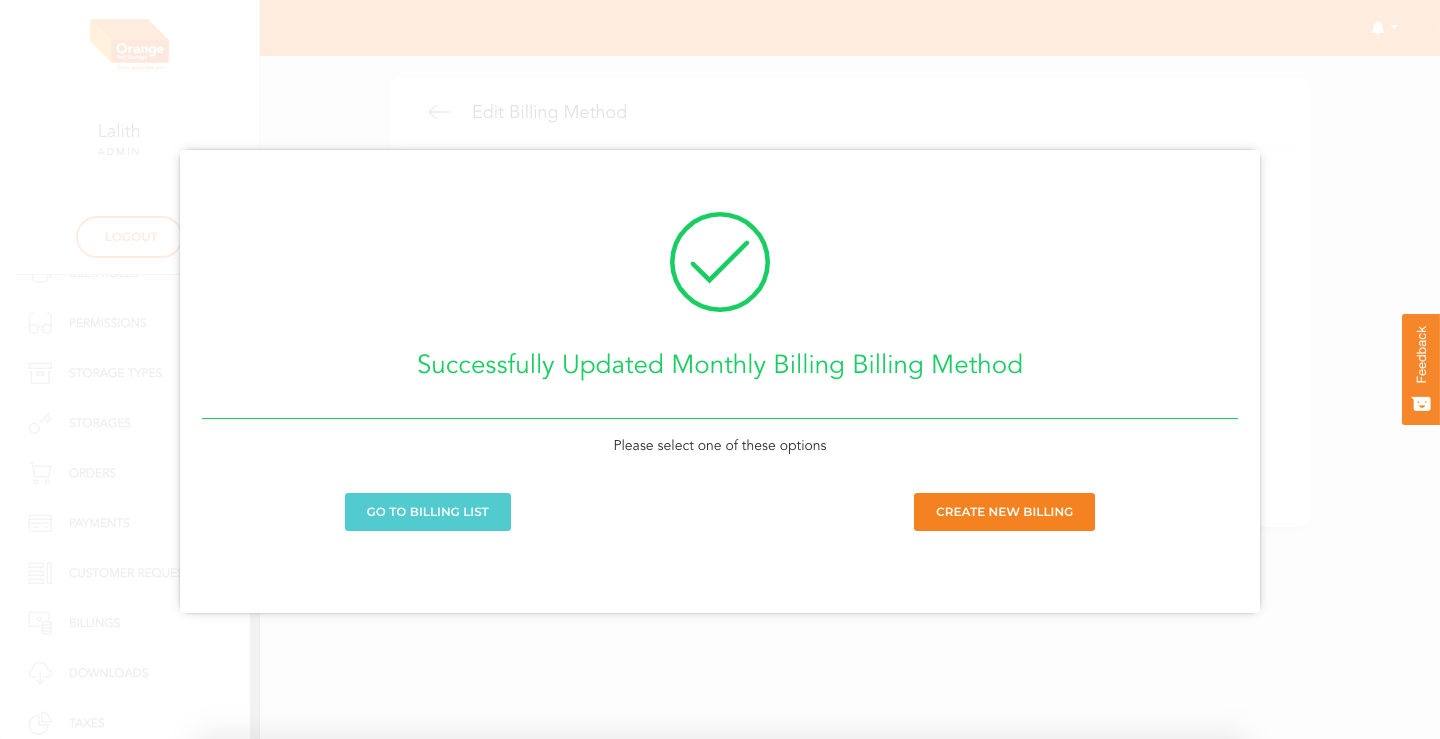 Orange
Edit Billing Method
Lalith
ADMIN
LOGOUT
Successfully Updated Monthly Billing Billing Method
Please select one of these options
GO TO BILLING LIST
CREATE NEW BILLING
PERMISSIONS
STORAGE TYPES
STORAGES
ORDERS
PAYMENTS
CUSTOMER REQUE
BILLINGS
DOWNLOADS
TAXES
Feedback